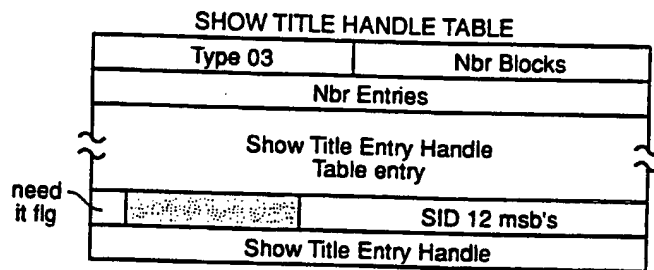 SHOW TITLE HANDLE TABLE
Type 03 Nbr Blocks
Nbr Entries
Show Title Entry Handle
Table entry
need
it flg
SID 12 msb's
Show Title Entry Handle